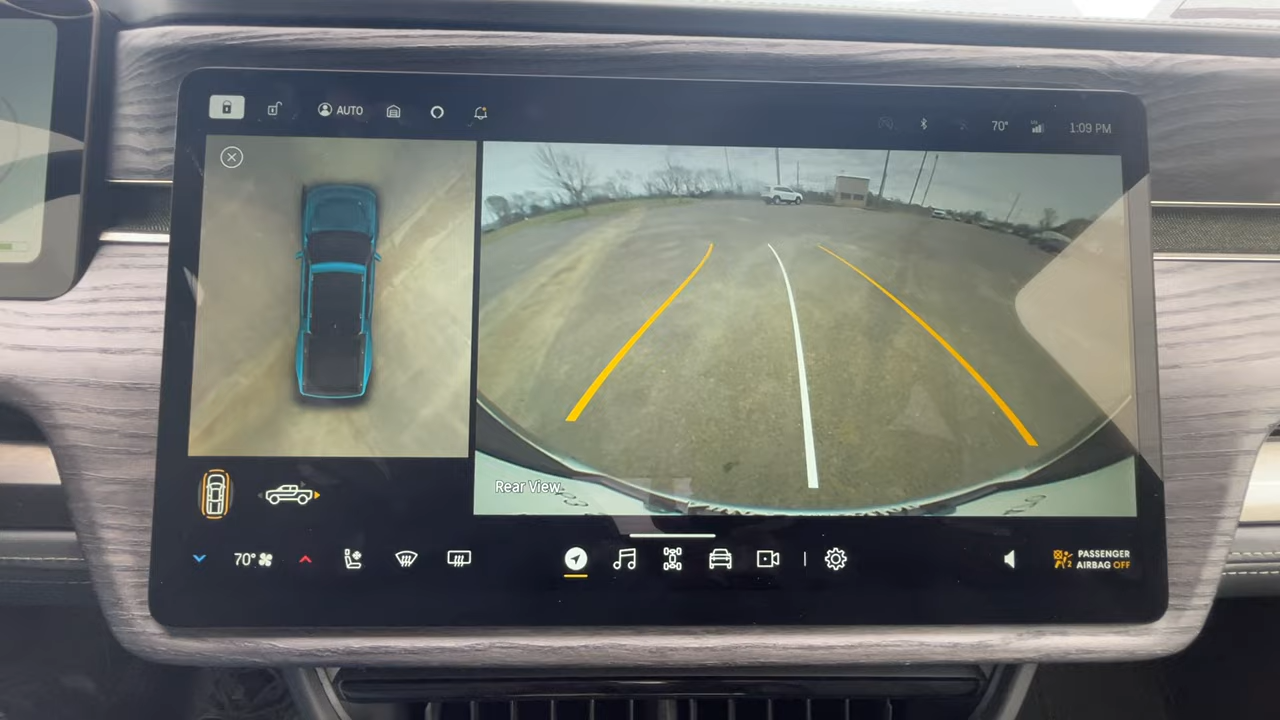 AUTO
70°
1:09 PM
Rear View
70°
PASSENGER
AIRBAG OFF